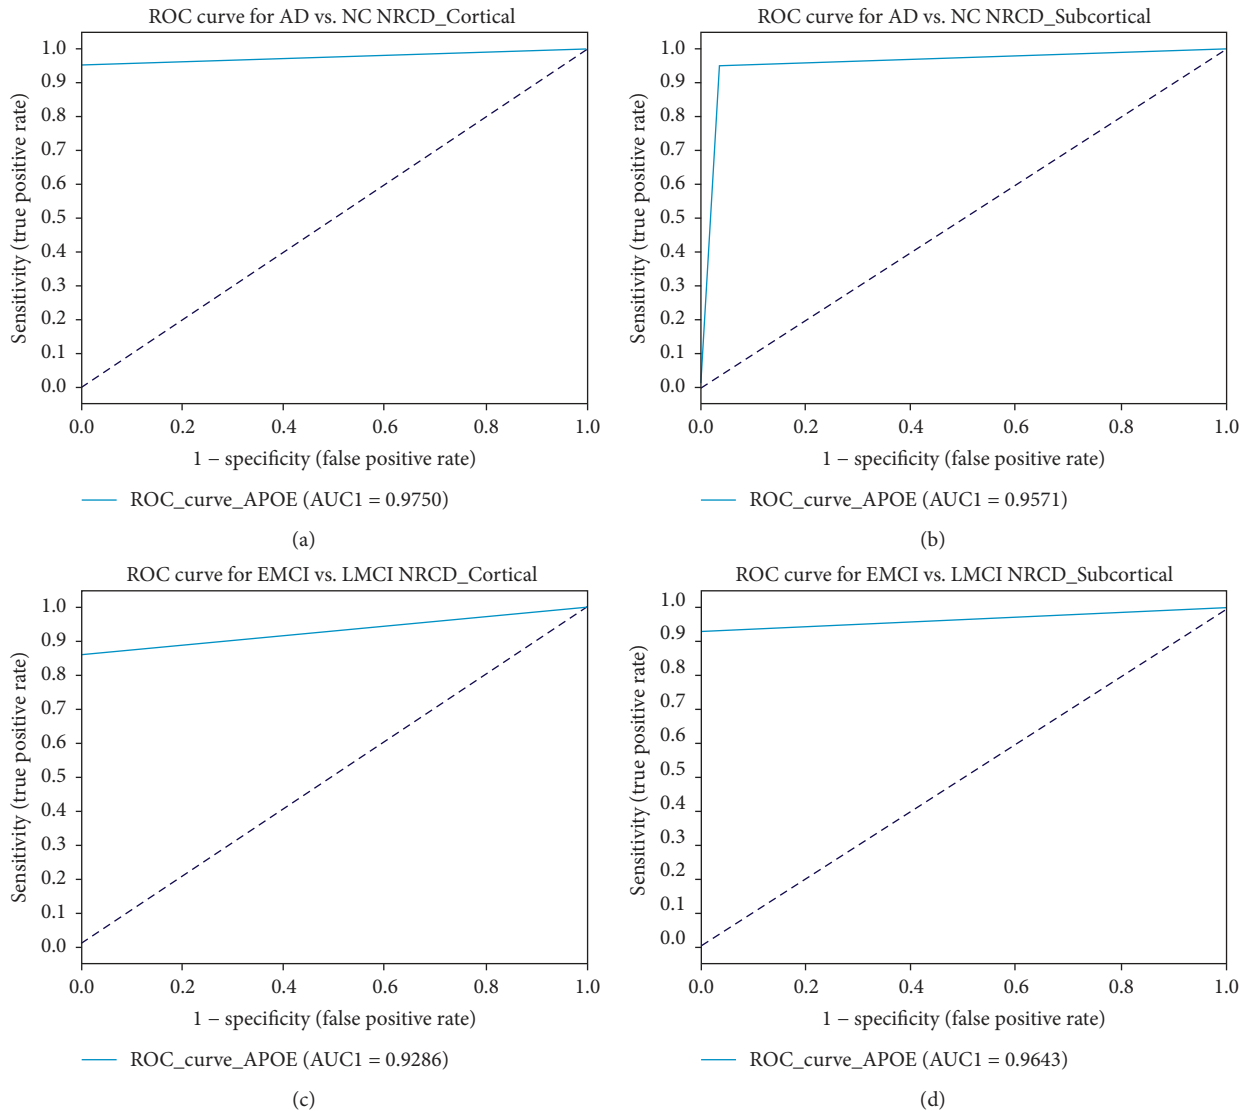 ROC curve for AD vs. NC NRCD_Cortical
Sensitivity (true positive rate)
1.0
0.9
0.8
0.7
0.6
0.5
0.4
0.3
0.2
0.1
0.0
0.0 0.2 0.4 0.6 0.8 1.0
1 − specificity (false positive rate)
ROC_curve_APOE (AUC1 = 0.9750)
(a)
ROC curve for AD vs. NC NRCD_Subcortical
Sensitivity (true positive rate)
1.0
0.9
0.8
0.7
0.6
0.5
0.4
0.3
0.2
0.1
0.0
0.0 0.2 0.4 0.6 0.8 1.0
1 − specificity (false positive rate)
ROC_curve_APOE (AUC1 = 0.9571)
(b)
ROC curve for EMCI vs. LMCI NRCD_Cortical
Sensitivity (true positive rate)
1.0
0.9
0.8
0.7
0.6
0.5
0.4
0.3
0.2
0.1
0.0
0.0 0.2 0.4 0.6 0.8 1.0
1 − specificity (false positive rate)
ROC_curve_APOE (AUC1 = 0.9286)
(c)
ROC curve for EMCI vs. LMCI NRCD_Subcortical
Sensitivity (true positive rate)
1.0
0.9
0.8
0.7
0.6
0.5
0.4
0.3
0.2
0.1
0.0
0.0 0.2 0.4 0.6 0.8 1.0
1 − specificity (false positive rate)
ROC_curve_APOE (AUC1 = 0.9643)
(d)